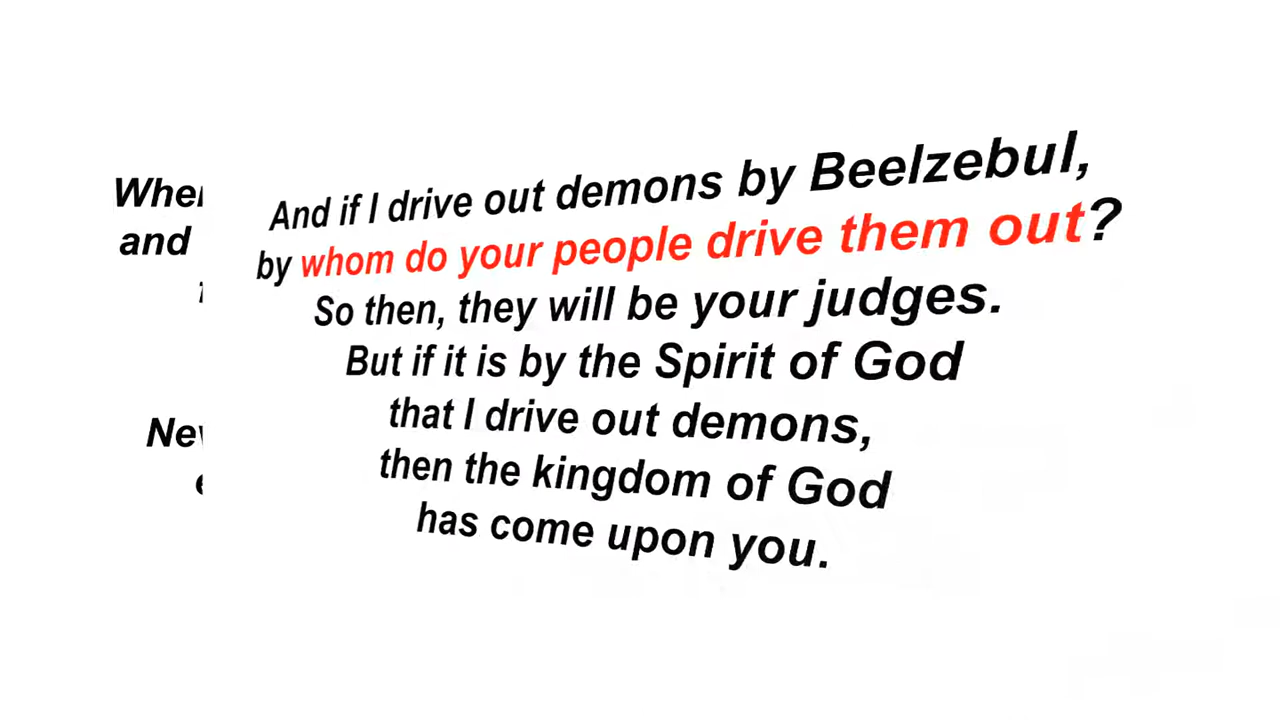 and
And if I drive out demons by Beelzebul,
by whom do your people drive them out?
So then, they will be your judges.
But if it is by the Spirit of God
that I drive out demons,
then the kingdom of God
has come upon you.